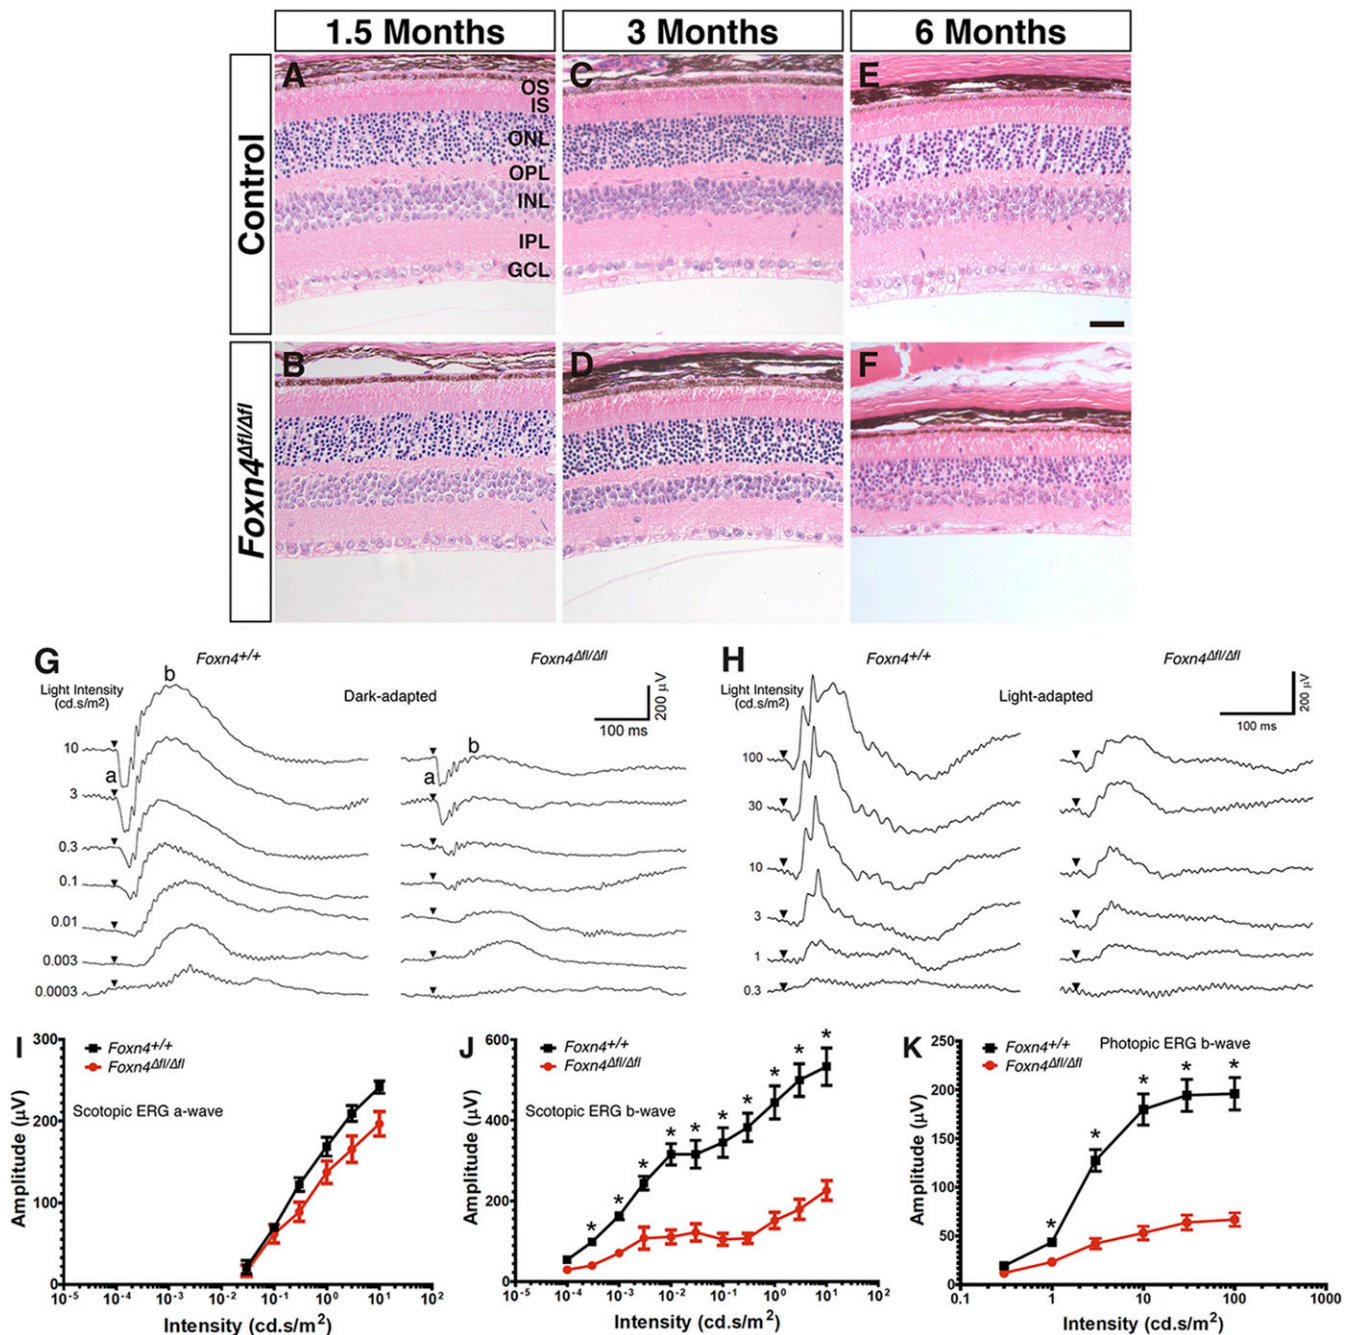 1.5 Months
3 Months
6 Months
Control
A
OS
IS
ONL
OPL
INL
IPL
GCL
C
E
Foxn4Δfl/Δfl
B
D
F
G
Foxn4+/+
Foxn4Δfl/Δfl
Light Intensity
(cd.s/m2)
Dark-adapted
200 μV
100 ms
b
a
b
a
10
3
0.3
0.1
0.01
0.003
0.0003
H
Foxn4+/+
Foxn4Δfl/Δfl
Light Intensity
(cd.s/m2)
Light-adapted
200 μV
100 ms
100
30
10
3
1
0.3
I
Foxn4+/+
Foxn4Δfl/Δfl
Scotopic ERG a-wave
Amplitude (μV)
300
200
100
0
10-5 10-4 10-3 10-2 10-1 100 101 102
Intensity (cd.s/m2)
J
Foxn4+/+
Foxn4Δfl/Δfl
Scotopic ERG b-wave
Amplitude (μV)
600
400
200
0
* * * * * * * * * *
10-5 10-4 10-3 10-2 10-1 100 101 102
Intensity (cd.s/m2)
K
Foxn4+/+
Foxn4Δfl/Δfl
Photopic ERG b-wave
Amplitude (μV)
250
200
150
100
50
0
* * * * *
0.1 1 10 100 1000
Intensity (cd.s/m2)